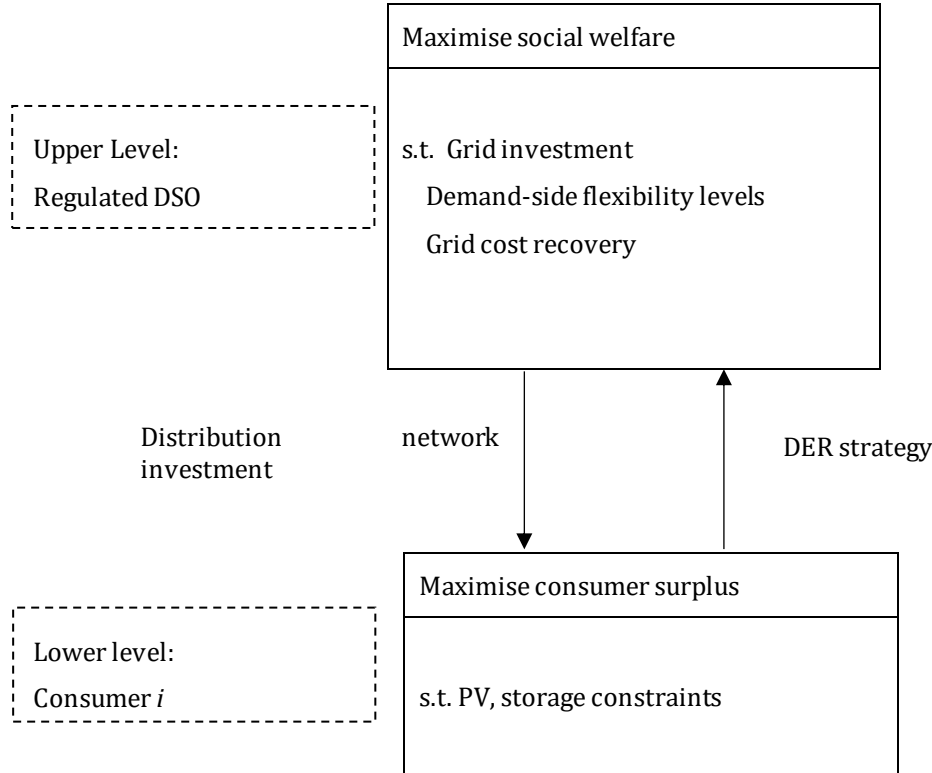 Maximise social welfare
Upper Level:
Regulated DSO
s.t. Grid investment
Demand-side flexibility levels
Grid cost recovery
Distribution network
investment
DER strategy
Maximise consumer surplus
Lower level:
Consumer i
s.t. PV, storage constraints